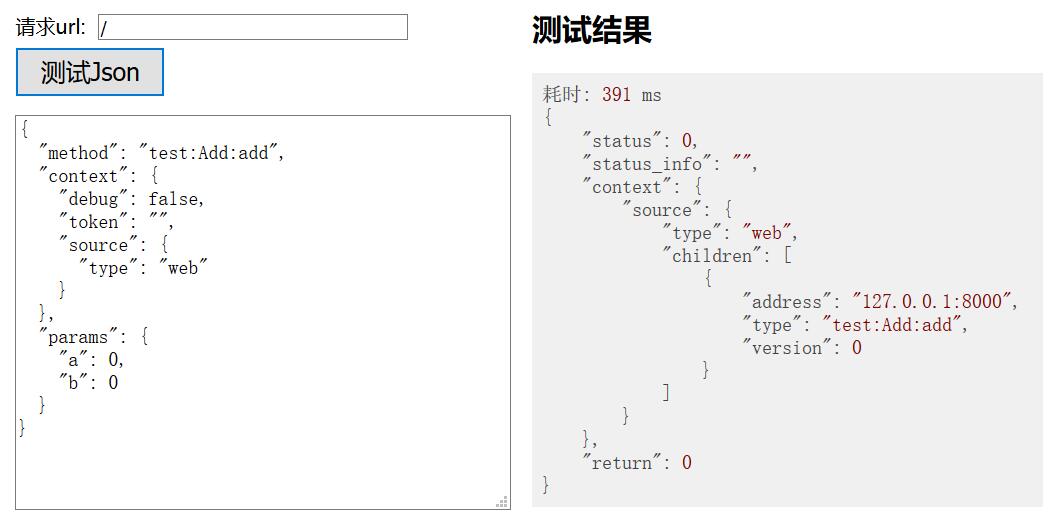 请求url: /
测试Json
{
  "method": "test:Add:add",
  "context": {
    "debug": false,
    "token": "",
    "source": {
      "type": "web"
    }
  },
  "params": {
    "a": 0,
    "b": 0
  }
}
测试结果
耗时: 391 ms
{
    "status": 0,
    "status_info": "",
    "context": {
        "source": {
            "type": "web",
            "children": [
                {
                    "address": "127.0.0.1:8000",
                    "type": "test:Add:add",
                    "version": 0
                }
            ]
        }
    },
    "return": 0
}